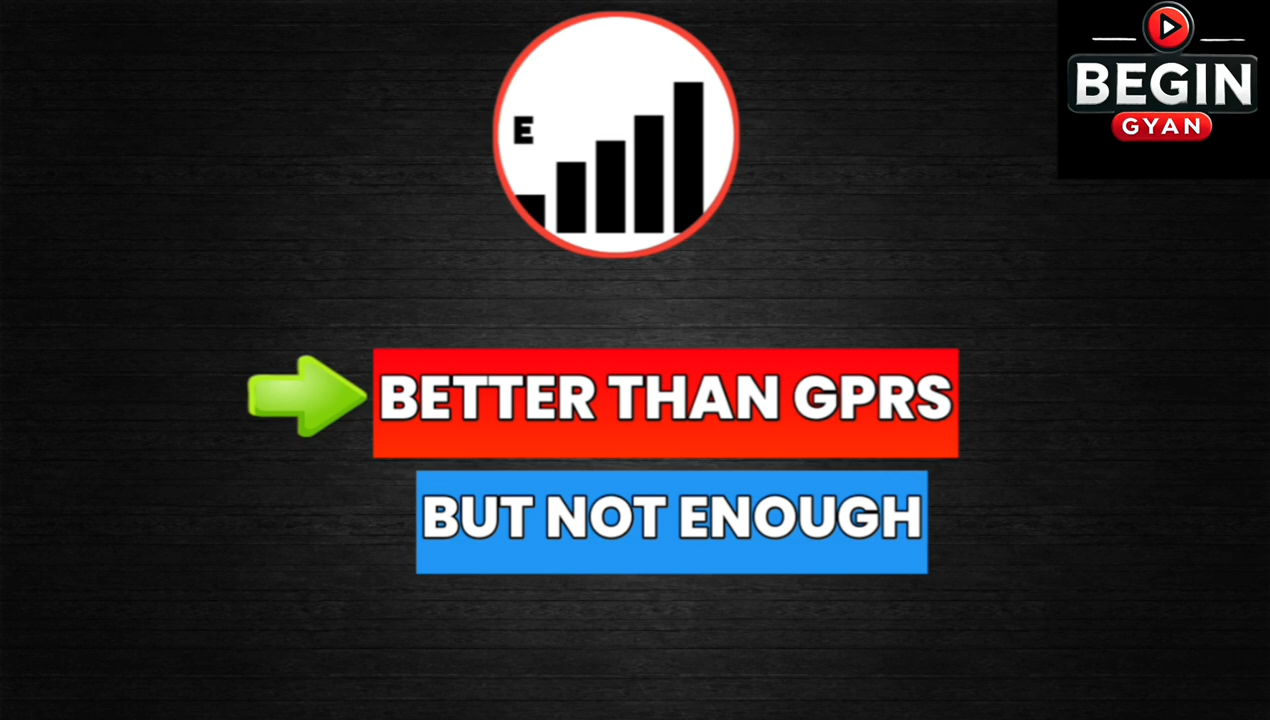 E
BEGIN
GYAN
BETTER THAN GPRS
BUT NOT ENOUGH